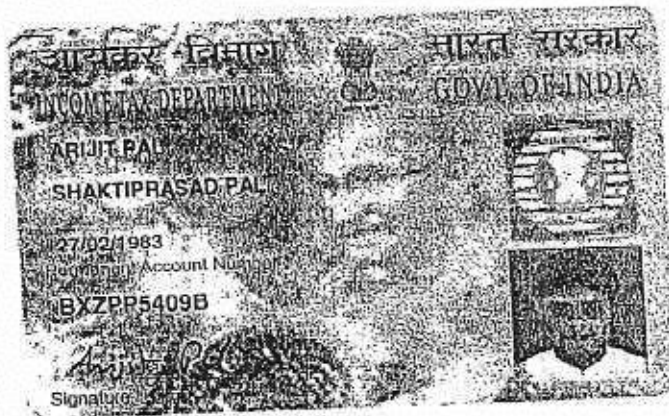 आयकर विभाग
भारत सरकार
INCOME TAX DEPARTMENT
GOVT. OF INDIA
ARIJIT PAL
SHAKTIPRASAD PAL
27/02/1983
Permanent Account Number
BXZPP5409B
Signature